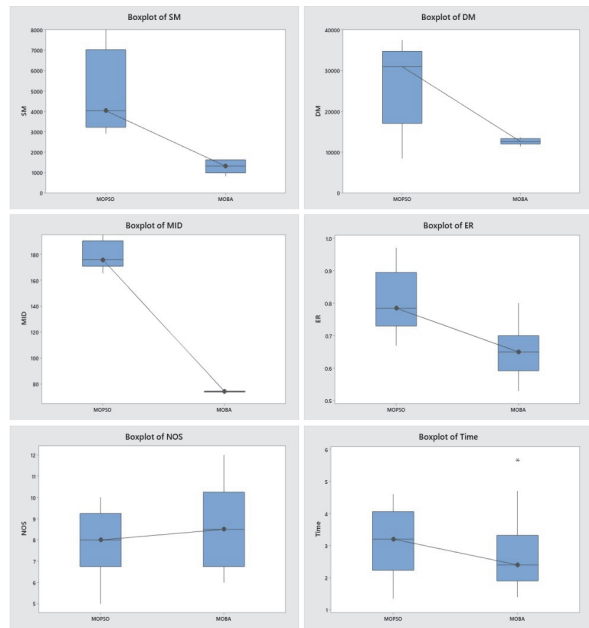 Boxplot of SM
8000
7000
6000
5000
4000
3000
2000
1000
0
SM
MOPSO MOBA
Boxplot of DM
40000
30000
20000
10000
0
DM
MOPSO MOBA
Boxplot of MID
180
160
140
120
100
80
MID
MOPSO MOBA
Boxplot of ER
1.0
0.9
0.8
0.7
0.6
0.5
ER
MOPSO MOBA
Boxplot of NOS
12
11
10
9
8
7
6
5
NOS
MOPSO MOBA
Boxplot of Time
6
5
4
3
2
1
Time
MOPSO MOBA